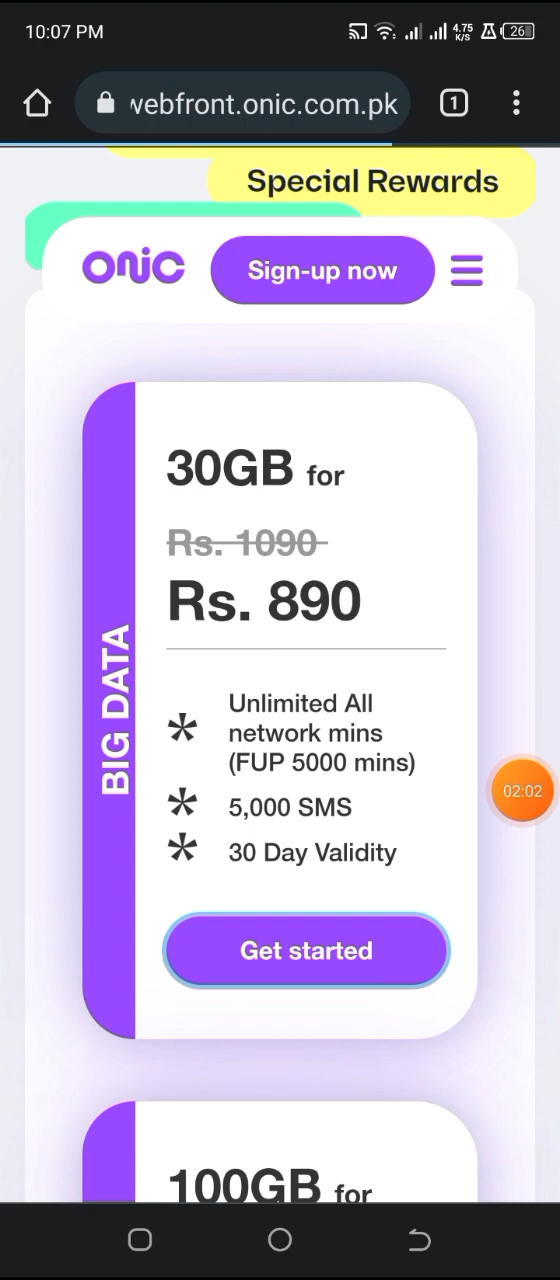 10:07 PM
4.75
K/S
26
webfront.onic.com.pk
1
Special Rewards
onic
Sign-up now
30GB for
Rs. 1090
Rs. 890
BIG DATA
* Unlimited All
network mins
(FUP 5000 mins)
* 5,000 SMS
* 30 Day Validity
02:02
Get started
100GB for